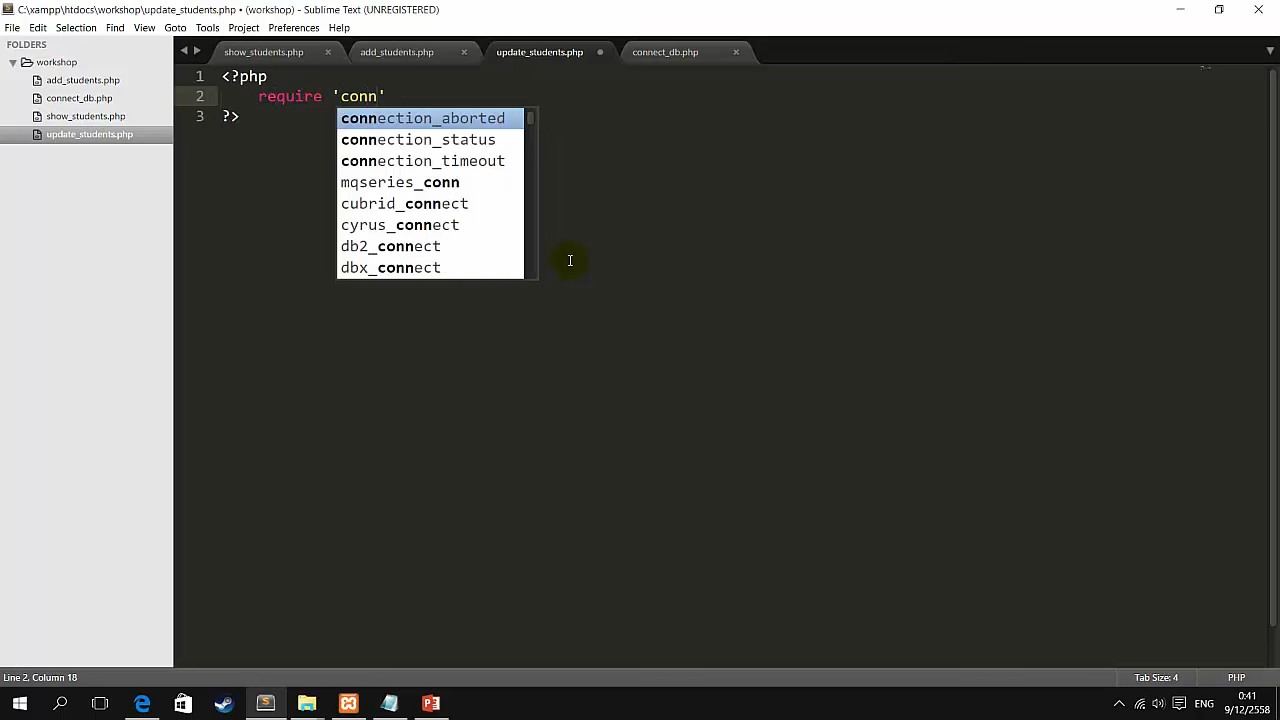 C:\xampp\htdocs\workshop\update_students.php • (workshop) - Sublime Text (UNREGISTERED)
File Edit Selection Find View Goto Tools Project Preferences Help
FOLDERS
workshop
add_students.php
connect_db.php
show_students.php
update_students.php
show_students.php × add_students.php × update_students.php connect_db.php ×
1 <?php
2 require 'conn'
3 ?>
connection_aborted
connection_status
connection_timeout
mqseries_conn
cubrid_connect
cyrus_connect
db2_connect
dbx_connect
Line 2, Column 18 Tab Size: 4 PHP
ENG 0:41
9/12/2558